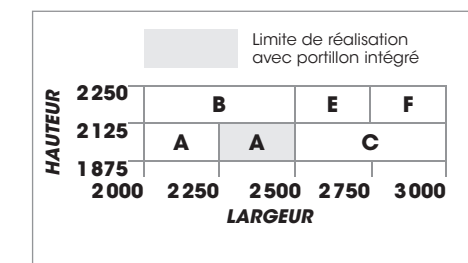 Limite de réalisation
avec portillon intégré
HAUTEUR
2250
B E F
2125
A A C
1875
2000 2250 2500 2750 3000
LARGEUR